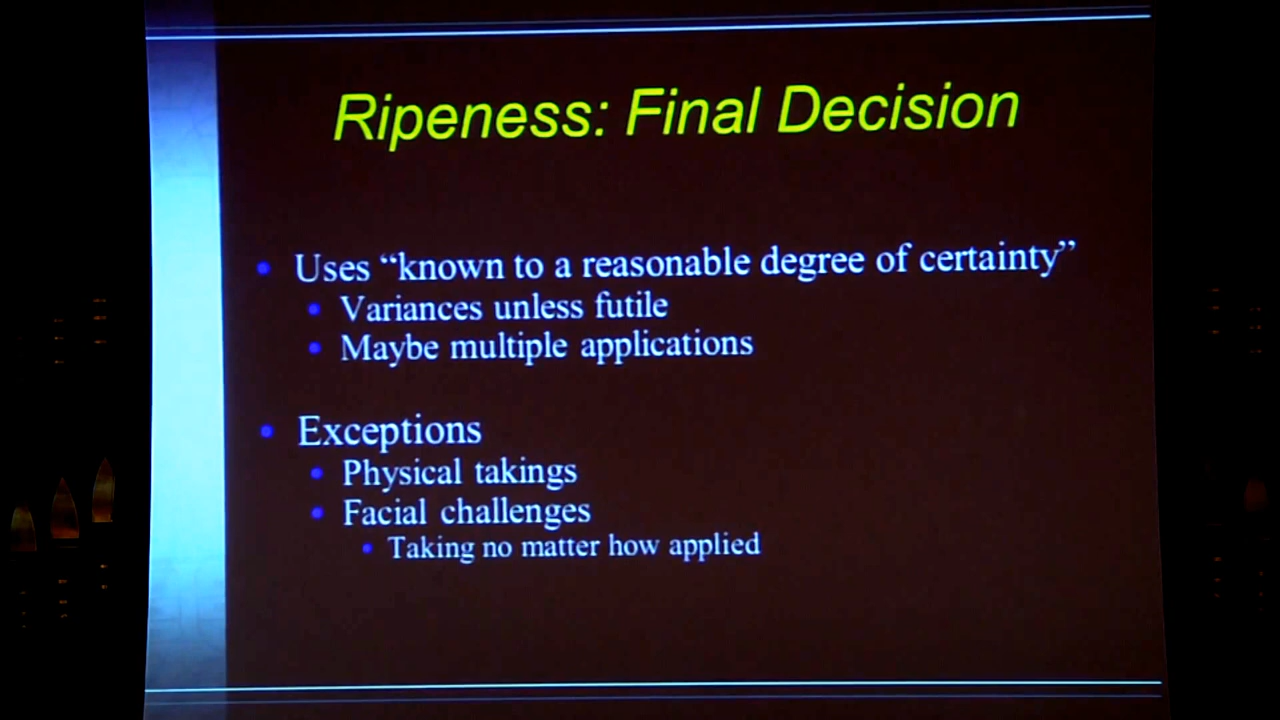 Ripeness: Final Decision
Uses “known to a reasonable degree of certainty”
Variances unless futile
Maybe multiple applications
Exceptions
Physical takings
Facial challenges
Taking no matter how applied